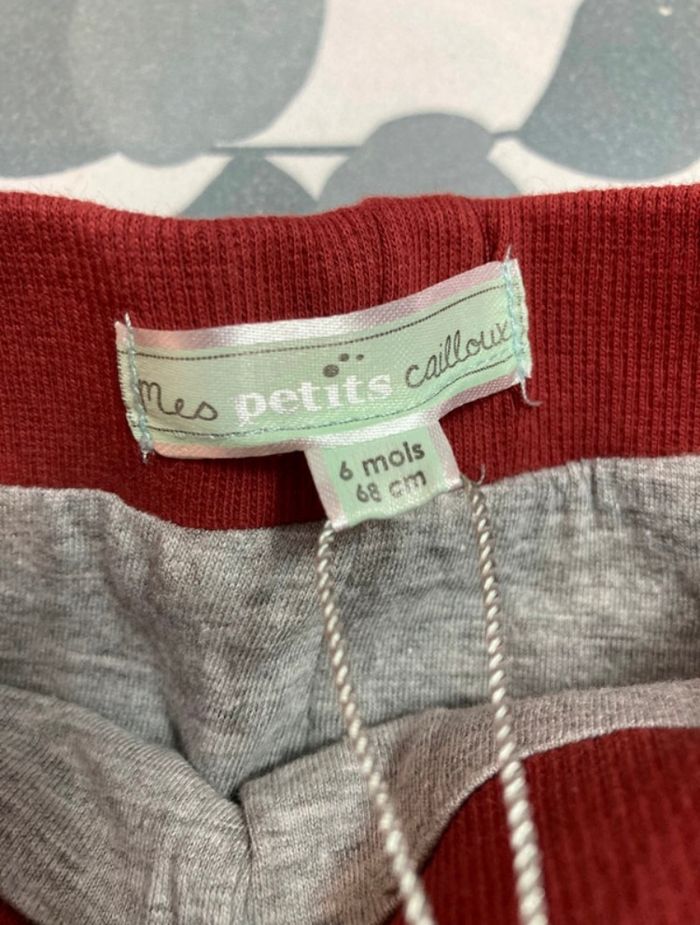 mes petits cailloux
6 mois
68 cm